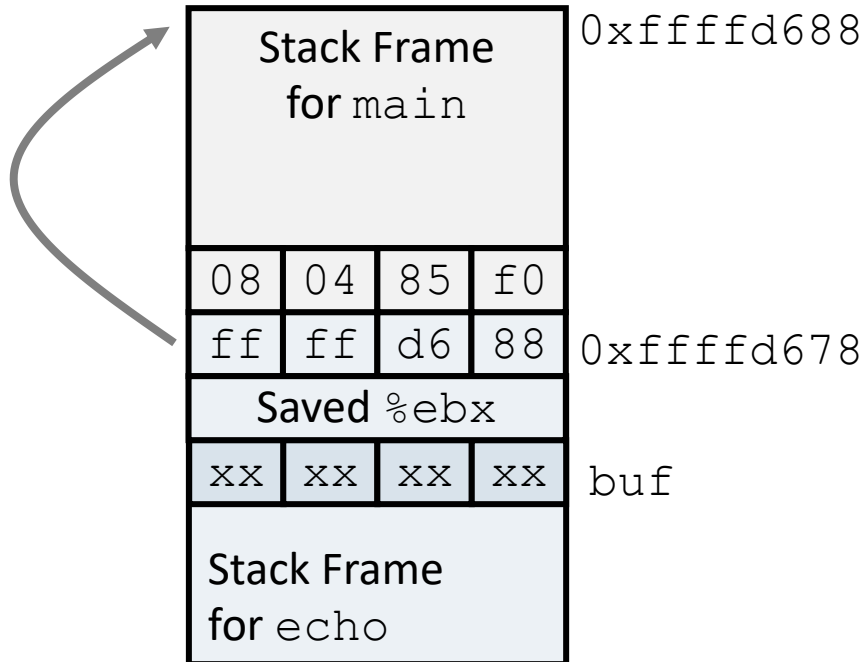 0xffffd688
Stack Frame
for main
08 04 85 f0
ff ff d6 88 0xffffd678
Saved %ebx
xx xx xx xx buf
Stack Frame
for echo